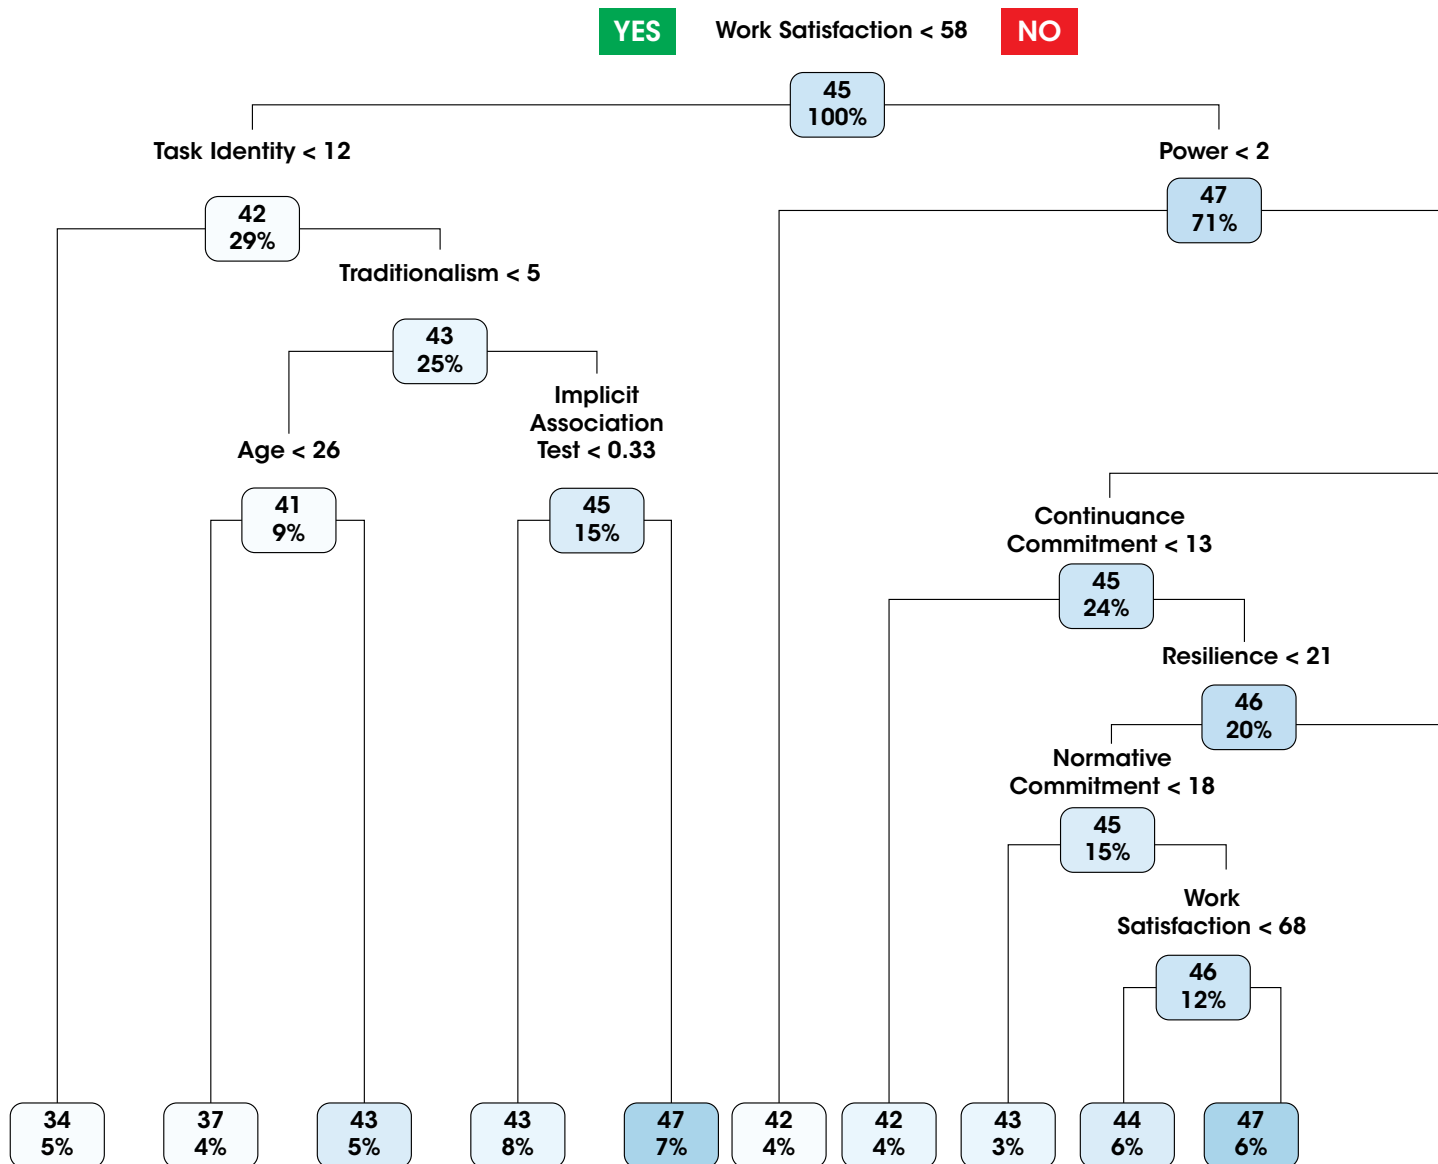 YES Work Satisfaction < 58 NO
45
100%
Task Identity < 12
Power < 2
42
29%
47
71%
Traditionalism < 5
43
25%
Implicit
Association
Test < 0.33
Age < 26
41
9%
45
15%
Continuance
Commitment < 13
45
24%
Resilience < 21
46
20%
Normative
Commitment < 18
45
15%
Work
Satisfaction < 68
46
12%
34
5%
37
4%
43
5%
43
8%
47
7%
42
4%
42
4%
43
3%
44
6%
47
6%